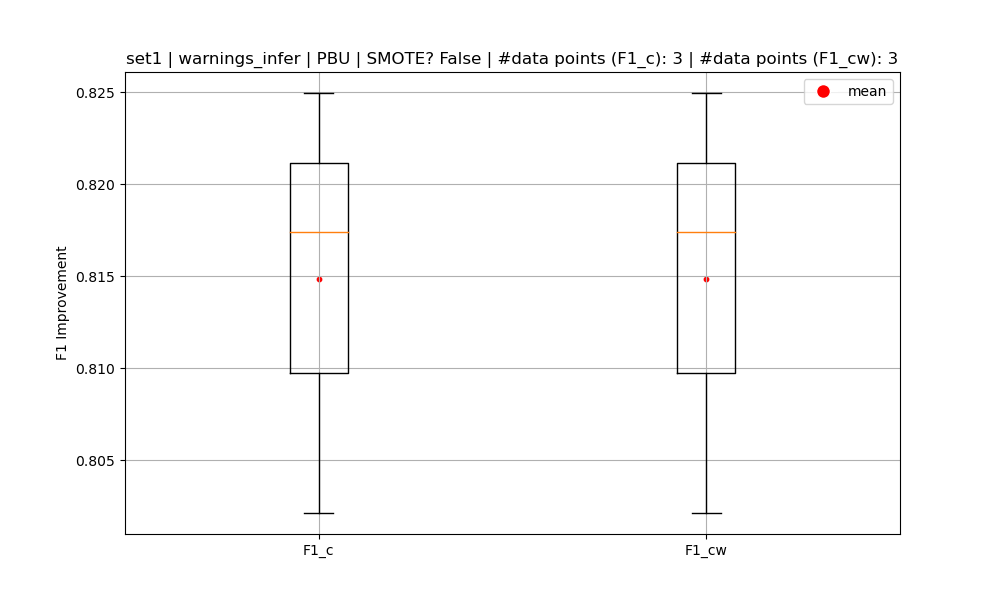 set1 | warnings_infer | PBU | SMOTE? False | #data points (F1_c): 3 | #data points (F1_cw): 3
mean
F1 Improvement
0.825
0.820
0.815
0.810
0.805
F1_c
F1_cw